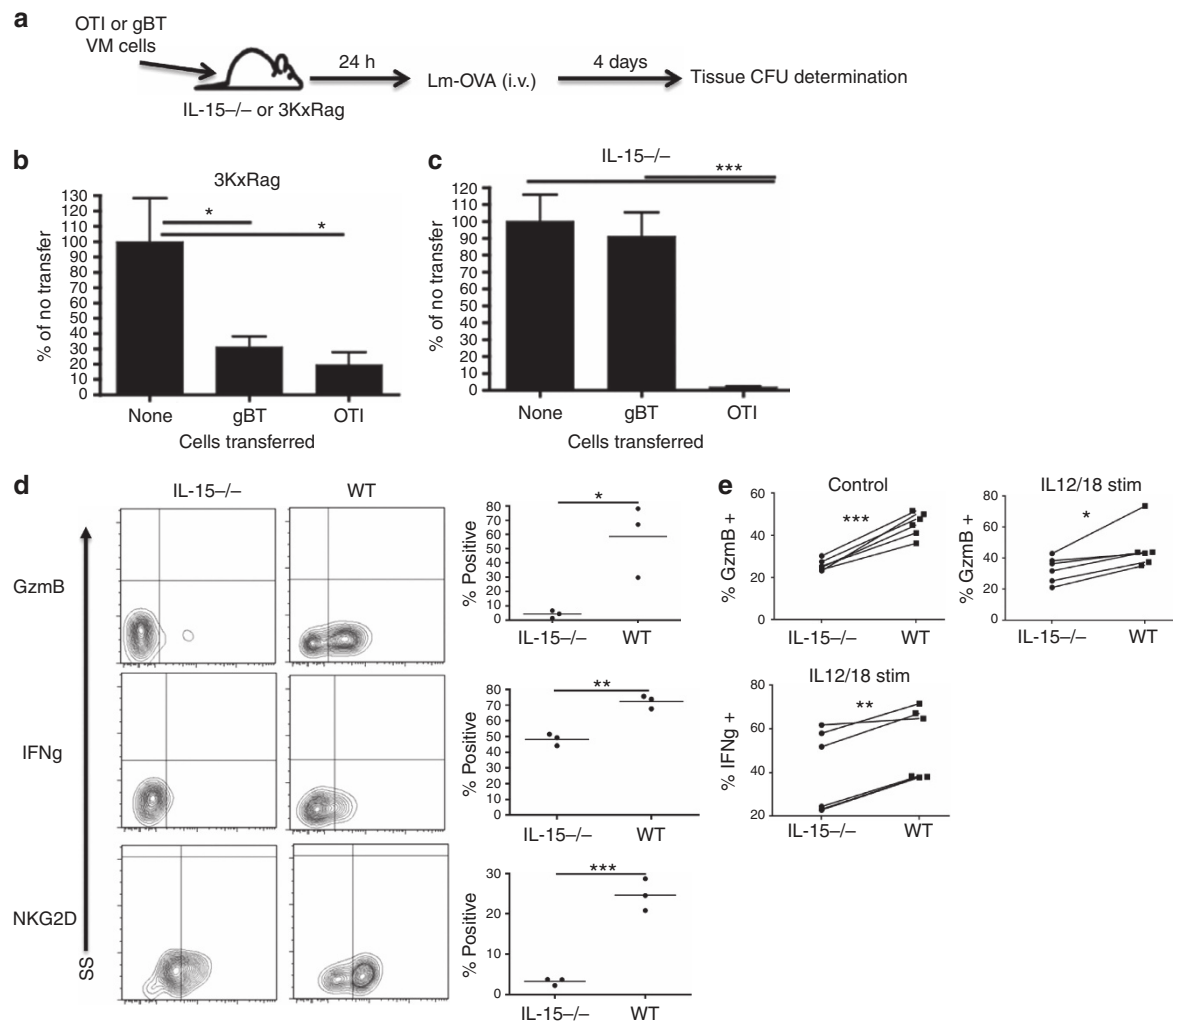 a
OTI or gBT
VM cells
24 h
4 days
Lm-OVA (i.v.)
Tissue CFU determination
IL-15–/– or 3KxRag
b
3KxRag
% of no transfer
130
120
110
100
90
80
70
60
50
40
30
20
10
0
*
*
None gBT OTI
Cells transferred
c
IL-15–/–
***
% of no transfer
120
110
100
90
80
70
60
50
40
30
20
10
0
None gBT OTI
Cells transferred
d
IL-15–/– WT
GzmB
IFNg
NKG2D
SS
% Positive
80
70
60
50
40
30
20
10
0
*
IL-15–/– WT
% Positive
80
70
60
50
40
30
20
10
0
**
IL-15–/– WT
% Positive
30
20
10
0
***
IL-15–/– WT
e
Control
% GzmB +
60
40
20
0
***
IL-15–/– WT
IL12/18 stim
% GzmB +
80
60
40
20
0
*
IL-15–/– WT
IL12/18 stim
% IFNg +
80
60
40
20
**
IL-15–/– WT